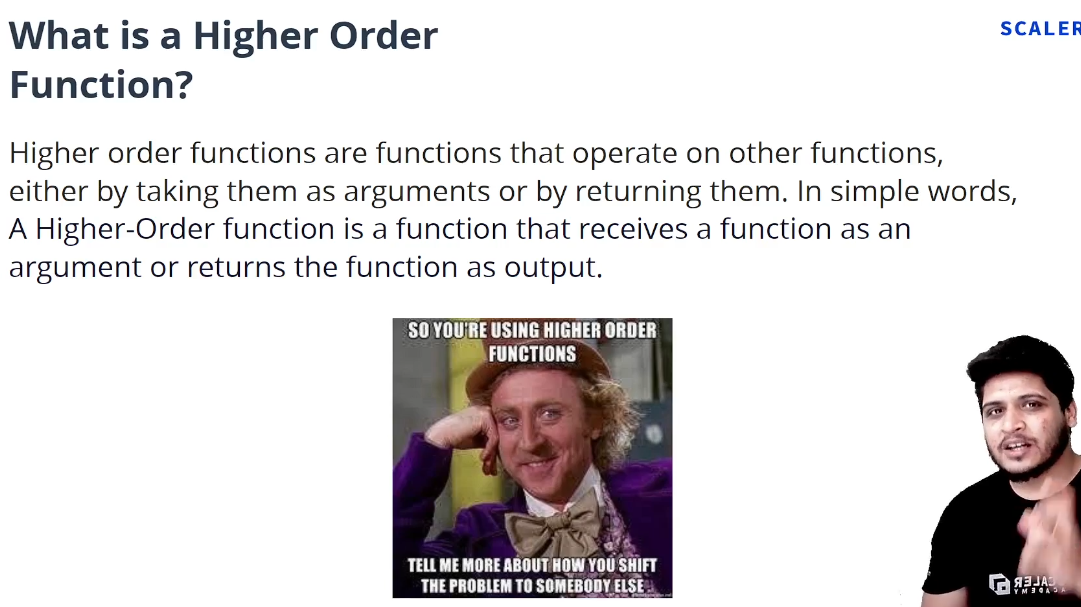 What is a Higher Order
Function?
SCALER
Higher order functions are functions that operate on other functions,
either by taking them as arguments or by returning them. In simple words,
A Higher-Order function is a function that receives a function as an
argument or returns the function as output.
SO YOU'RE USING HIGHER ORDER
FUNCTIONS
TELL ME MORE ABOUT HOW YOU SHIFT
THE PROBLEM TO SOMEBODY ELSE